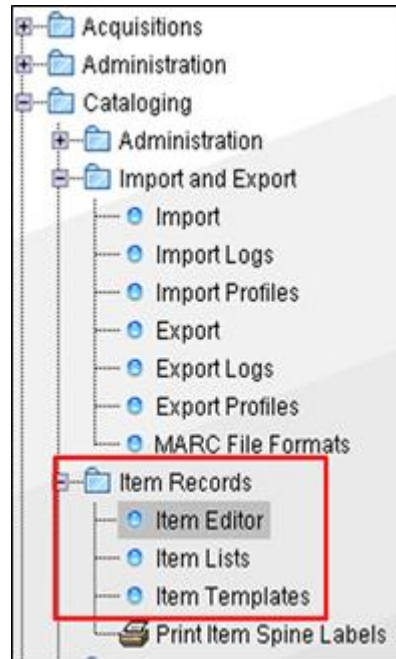 Acquisitions
Administration
Cataloging
Administration
Import and Export
Import
Import Logs
Import Profiles
Export
Export Logs
Export Profiles
MARC File Formats
Item Records
Item Editor
Item Lists
Item Templates
Print Item Spine Labels